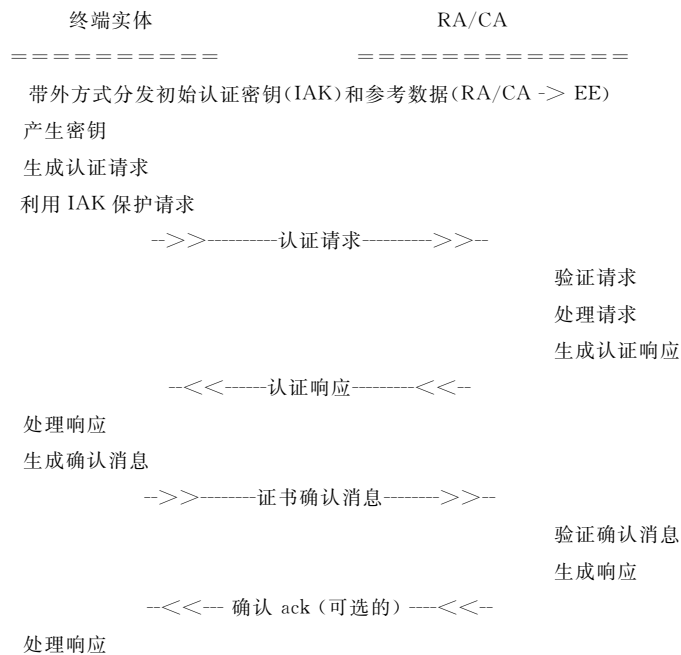 终端实体 RA/CA
========== =============
带外方式分发初始认证密钥(IAK)和参考数据(RA/CA -> EE)
产生密钥
生成认证请求
利用 IAK 保护请求
-->>----------认证请求---------->>--
验证请求
处理请求
生成认证响应
--<<------认证响应---------<<--
处理响应
生成确认消息
-->>--------证书确认消息-------->>--
验证确认消息
生成响应
--<<--- 确认 ack (可选的) ----<<--
处理响应